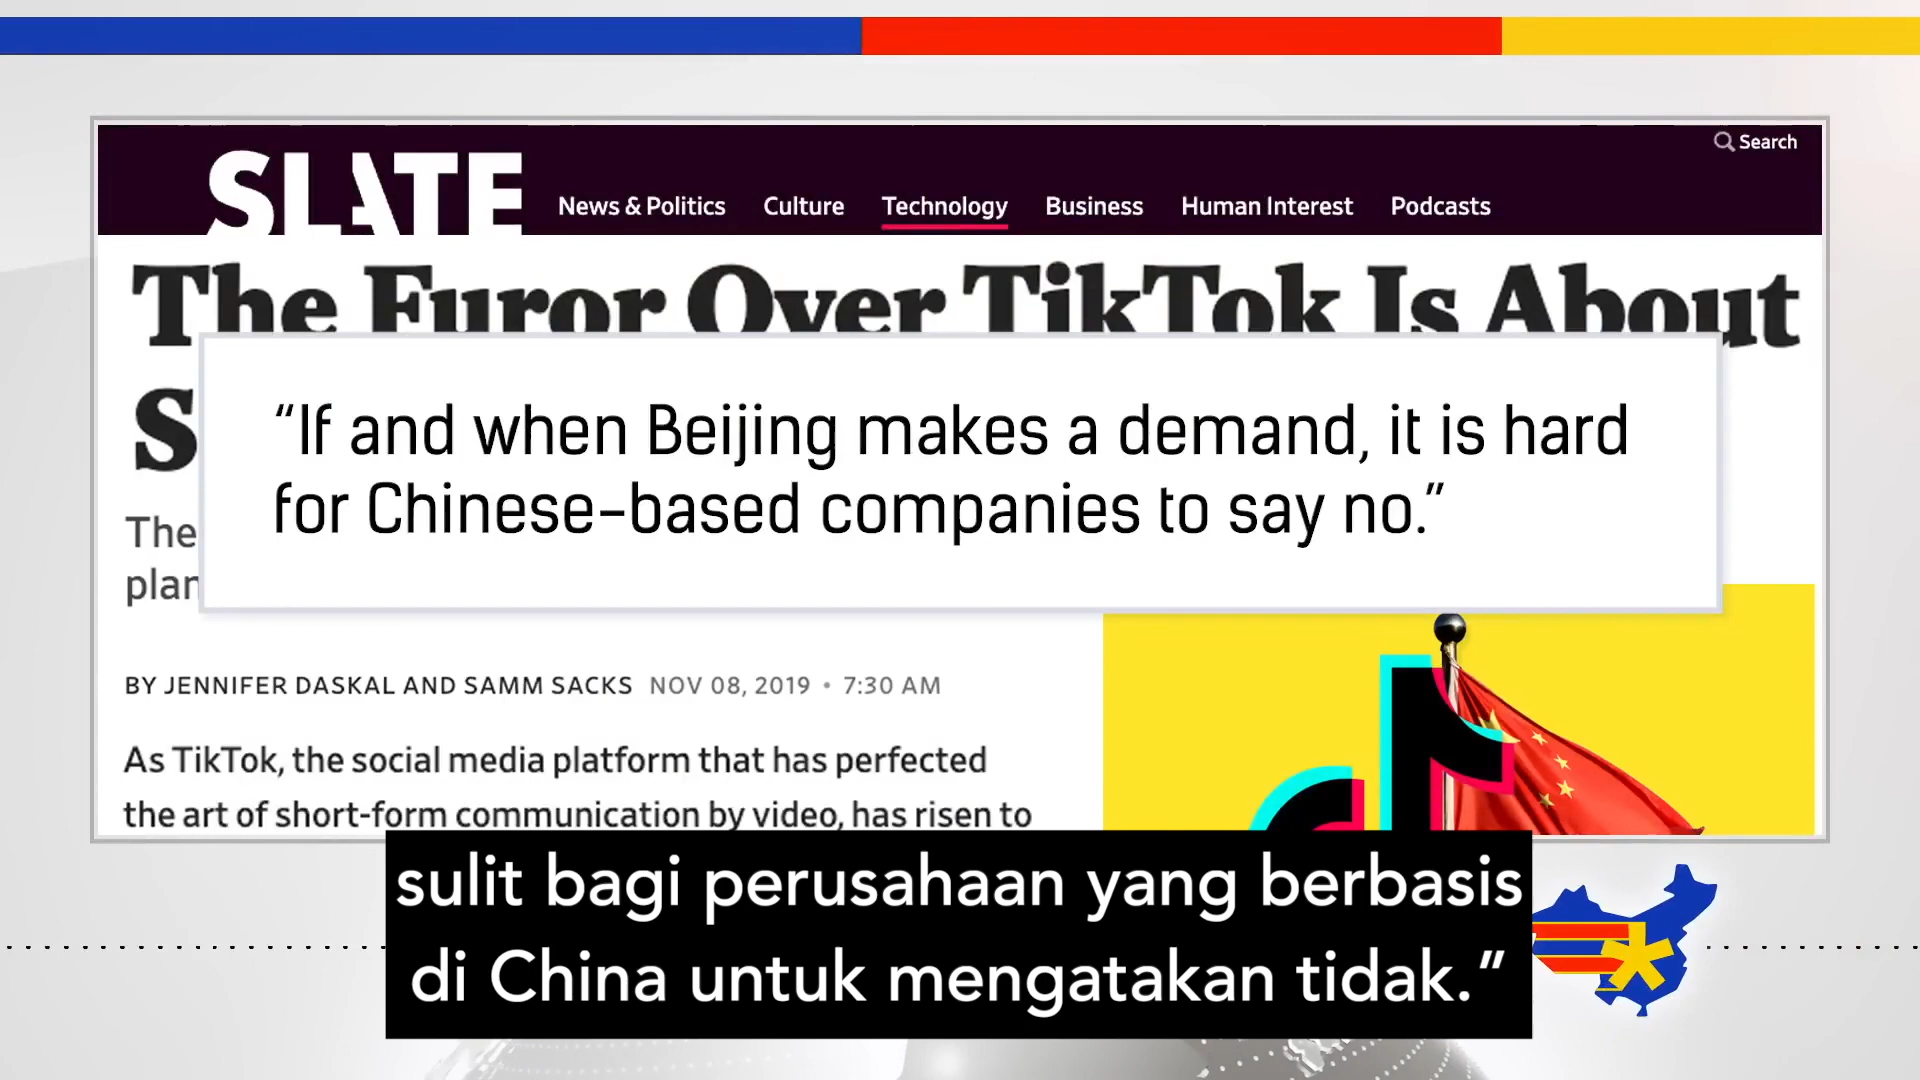 Search
SLATE
News & Politics Culture Technology Business Human Interest Podcasts
The Furor Over TikTok Is About
S
“If and when Beijing makes a demand, it is hard
for Chinese-based companies to say no.”
The
plan
BY JENNIFER DASKAL AND SAMM SACKS NOV 08, 2019 • 7:30 AM
As TikTok, the social media platform that has perfected
the art of short-form communication by video, has risen to
sulit bagi perusahaan yang berbasis
di China untuk mengatakan tidak.”